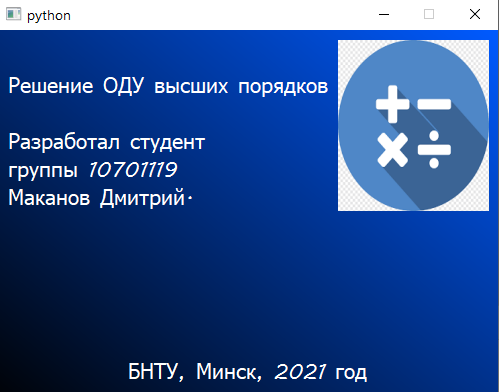 python
Решение ОДУ высших порядков
Разработал студент
группы 10701119
Маканов Дмитрий.
БНТУ, Минск, 2021 год